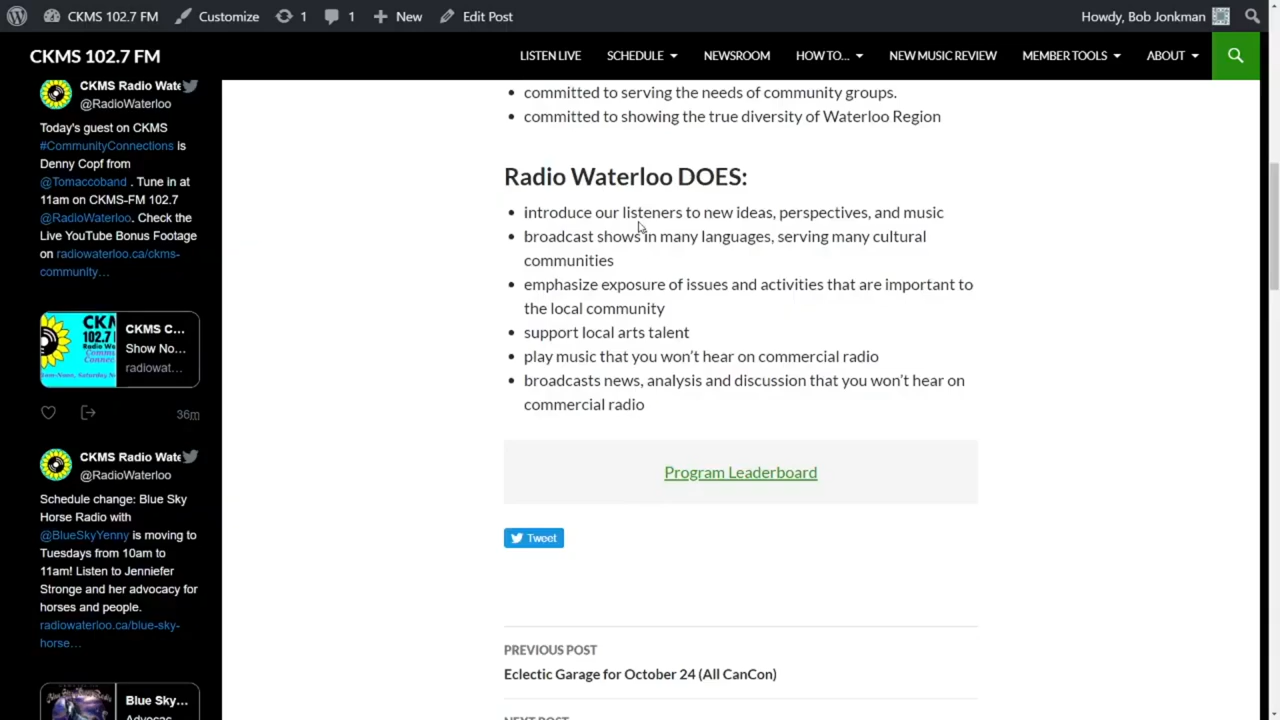 CKMS 102.7 FM Customize 1 1 New Edit Post Howdy, Bob Jonkman
CKMS 102.7 FM LISTEN LIVE SCHEDULE NEWSROOM HOW TO... NEW MUSIC REVIEW MEMBER TOOLS ABOUT
CKMS Radio Wate
@RadioWaterloo
Today's guest on CKMS
#CommunityConnections is
Denny Copf from
@Tomaccoband . Tune in at
11am on CKMS-FM 102.7
@RadioWaterloo. Check the
Live YouTube Bonus Footage
on radiowaterloo.ca/ckms-
community…
CKMS C...
Show No...
radiowat...
36m
CKMS Radio Wate
@RadioWaterloo
Schedule change: Blue Sky
Horse Radio with
@BlueSkyYenny is moving to
Tuesdays from 10am to
11am! Listen to Jenniefer
Stronge and her advocacy for
horses and people.
radiowaterloo.ca/blue-sky-
horse…
Blue Sky...
Advocas
committed to serving the needs of community groups.
committed to showing the true diversity of Waterloo Region
Radio Waterloo DOES:
introduce our listeners to new ideas, perspectives, and music
broadcast shows in many languages, serving many cultural
communities
emphasize exposure of issues and activities that are important to
the local community
support local arts talent
play music that you won't hear on commercial radio
broadcasts news, analysis and discussion that you won't hear on
commercial radio
Program Leaderboard
Tweet
PREVIOUS POST
Eclectic Garage for October 24 (All CanCon)
NEXT POST